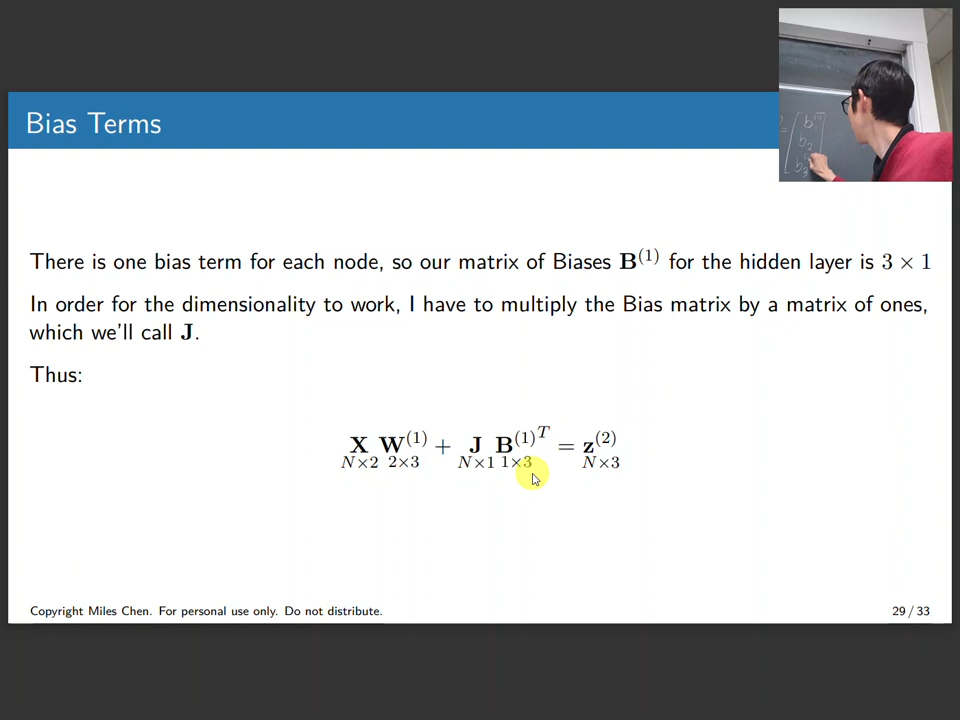 Bias Terms
There is one bias term for each node, so our matrix of Biases B^(1) for the hidden layer is 3 × 1
In order for the dimensionality to work, I have to multiply the Bias matrix by a matrix of ones,
which we'll call J.
Thus:
X W^(1) + J B^(1)^T = z^(2)
N×2 2×3 N×1 1×3 N×3
Copyright Miles Chen. For personal use only. Do not distribute.
29 / 33